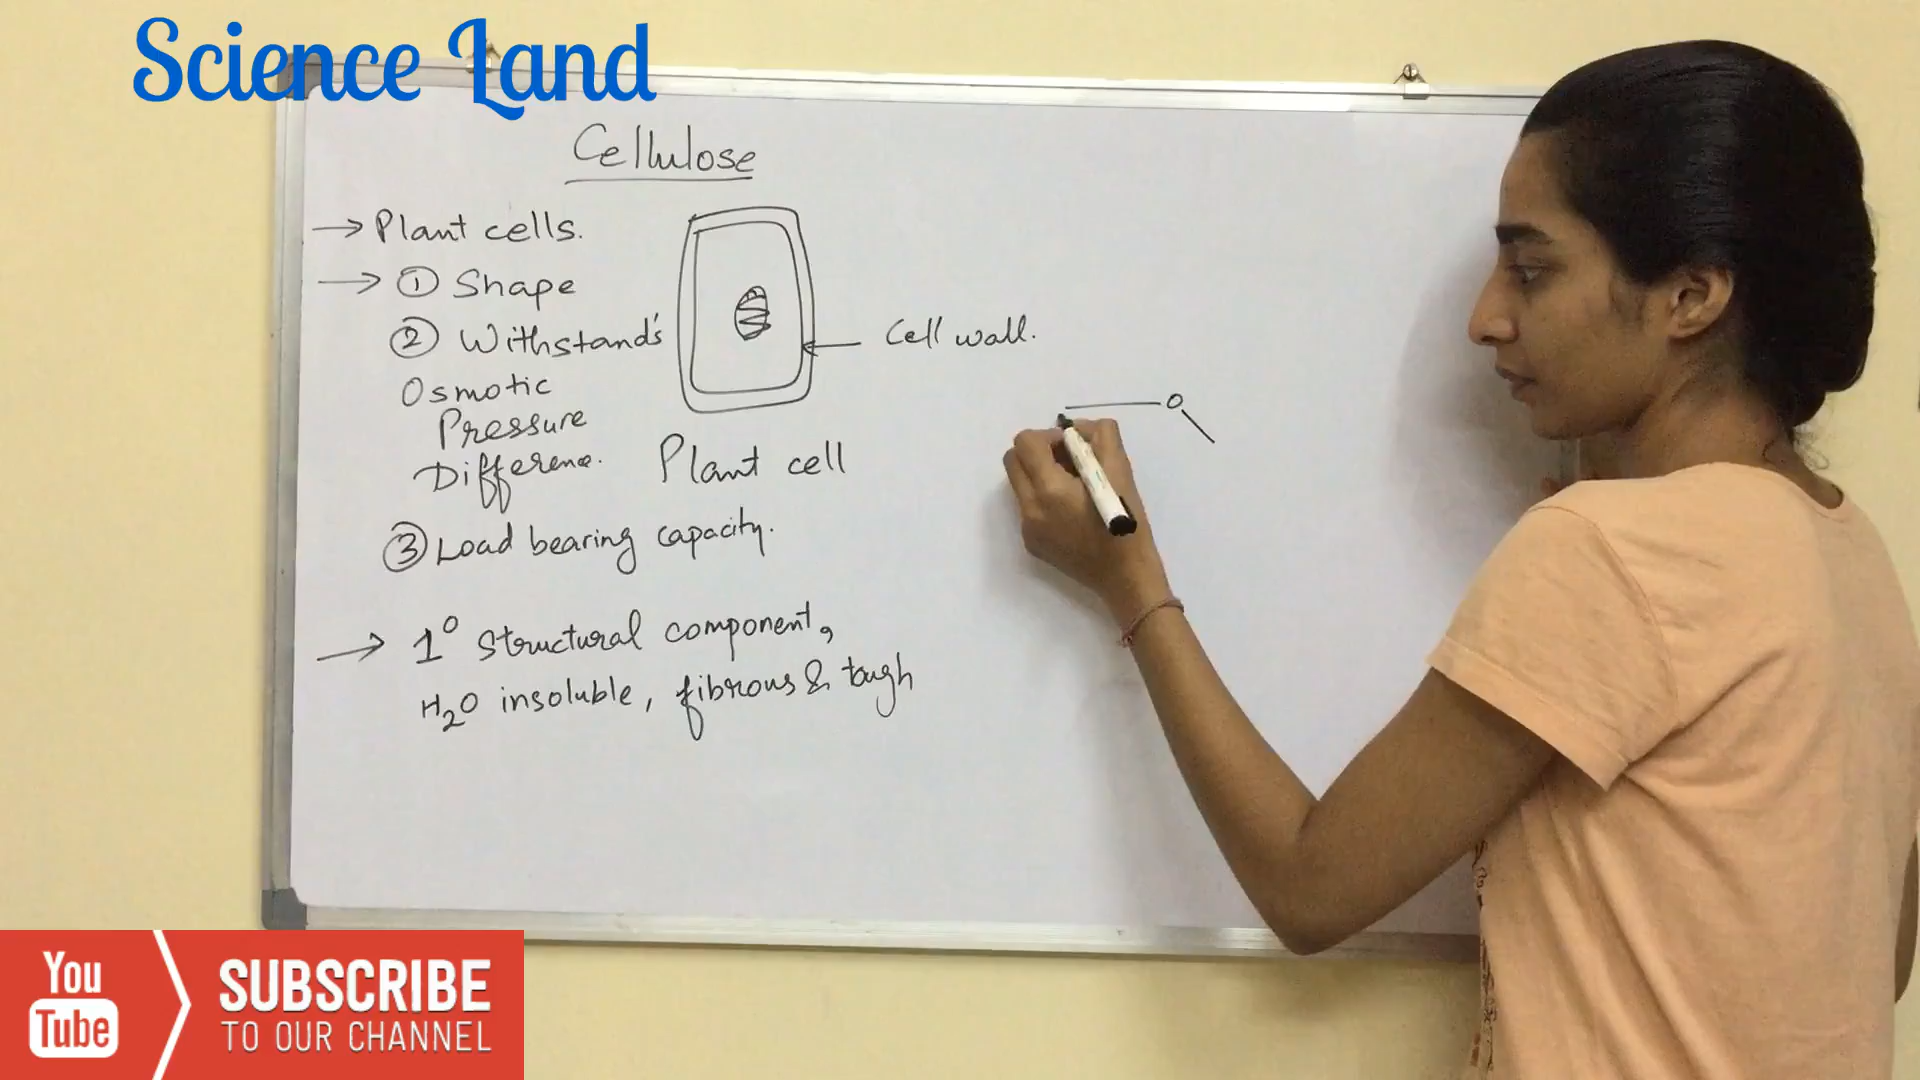 Science Land
Cellulose
→ Plant cells.
→ ① Shape
② Withstand's
Osmotic
Pressure
Difference.
Cell wall.
Plant cell
③ Load bearing capacity.
→ 1° Structural component,
H2O insoluble, fibrous & tough
O
You
Tube
SUBSCRIBE
TO OUR CHANNEL